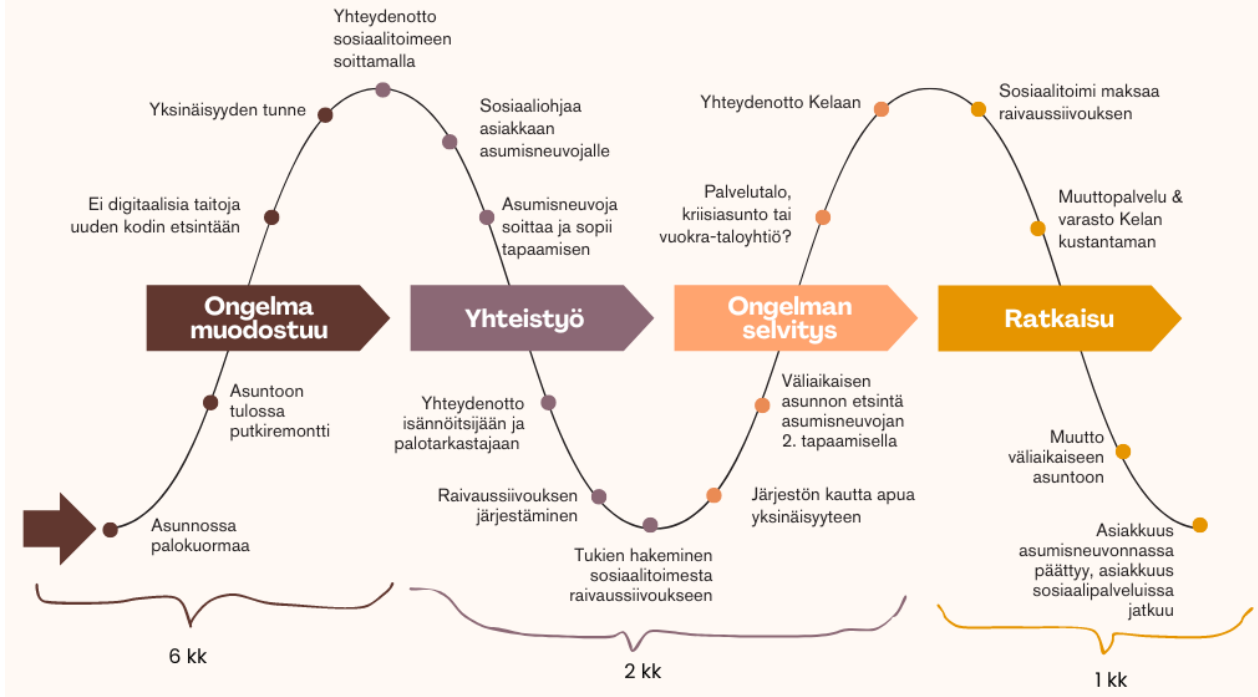 Asunnossa
palokuormaa
Asuntoon
tulossa
putkiremontti
Ongelma
muodostuu
Ei digitaalisia taitoja
uuden kodin etsintään
Yksinäisyyden tunne
Yhteydenotto
sosiaalitoimeen
soittamalla
Sosiaaliohjaa
asiakkaan
asumisneuvojalle
Asumisneuvoja
soittaa ja sopii
tapaamisen
Yhteistyö
Yhteydenotto
isännöitsijään ja
palotarkastajaan
Raivaussiivouksen
järjestäminen
Tukien hakeminen
sosiaalitoimesta
raivaussiivoukseen
Järjestön kautta apua
yksinäisyyteen
Väliaikaisen
asunnon etsintä
asumisneuvojan
2. tapaamisella
Ongelman
selvitys
Palvelutalo,
kriisiasunto tai
vuokra-taloyhtiö?
Yhteydenotto Kelaan
Sosiaalitoimi maksaa
raivaussiivouksen
Muuttopalvelu &
varasto Kelan
kustantaman
Ratkaisu
Muutto
väliaikaiseen
asuntoon
Asiakkuus
asumisneuvonnassa
päättyy, asiakkuus
sosiaalipalveluissa
jatkuu
6 kk
2 kk
1 kk